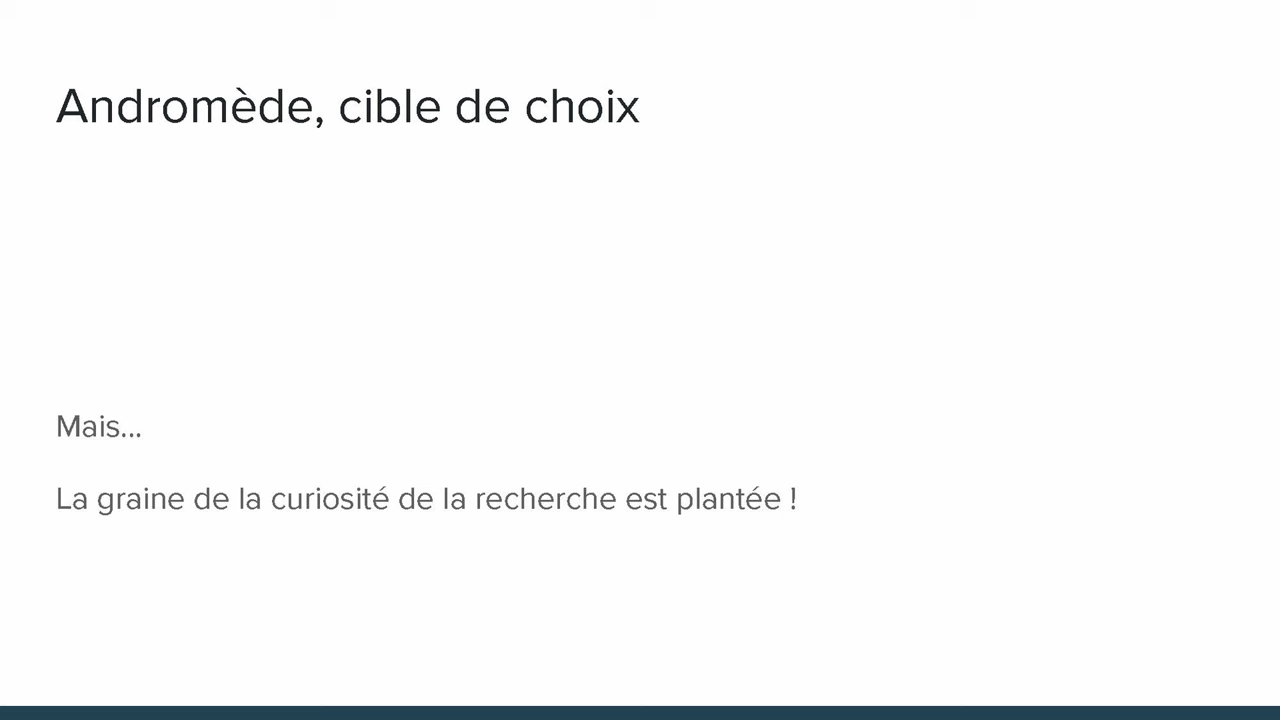 Andromède, cible de choix
Mais...
La graine de la curiosité de la recherche est plantée !